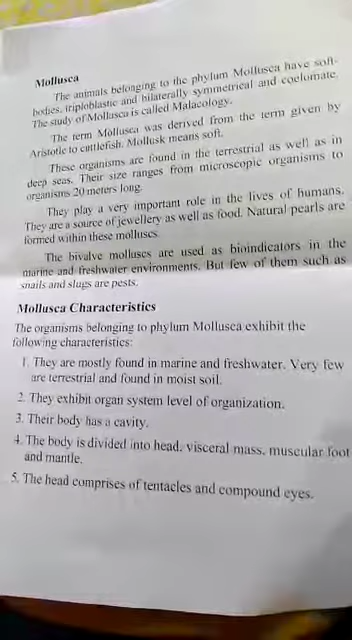 Mollusca
The animals belonging to the phylum Mollusca have soft-
bodies, triploblastic and bilaterally symmetrical and coelomate.
The study of Mollusca is called Malacology.
The term Mollusca was derived from the term given by
Aristotle to cuttlefish. Mollusk means soft.
These organisms are found in the terrestrial as well as in
deep seas. Their size ranges from microscopic organisms to
organisms 20 meters long.
They play a very important role in the lives of humans.
They are a source of jewellery as well as food. Natural pearls are
formed within these molluscs.
The bivalve molluscs are used as bioindicators in the
marine and freshwater environments. But few of them such as
snails and slugs are pests.
Mollusca Characteristics
The organisms belonging to phylum Mollusca exhibit the
following characteristics:
1. They are mostly found in marine and freshwater. Very few
are terrestrial and found in moist soil.
2. They exhibit organ system level of organization.
3. Their body has a cavity.
4. The body is divided into head, visceral mass, muscular foot
and mantle.
5. The head comprises of tentacles and compound eyes.